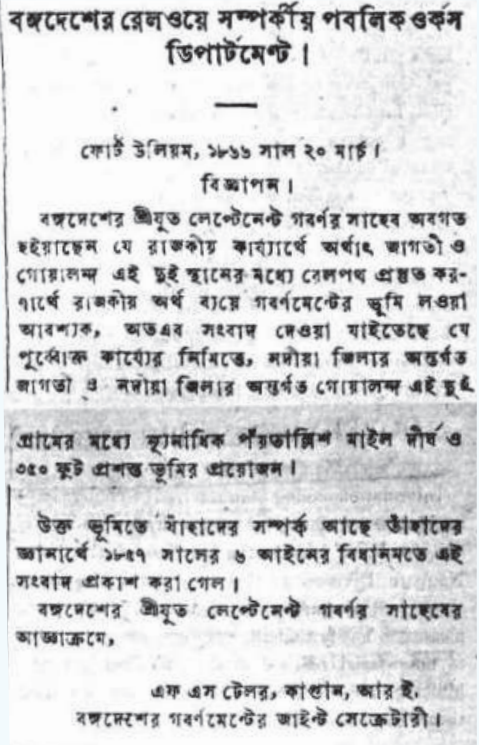 বঙ্গদেশের রেলওয়ে সম্পর্কীয় পবলিক ওর্কস
ডিপার্টমেণ্ট ।
ফোর্ট উলিয়ম, ১৮৬৬ সাল ২০ মার্চ ।
বিজ্ঞাপন ।
বঙ্গদেশের শ্রীযুত লেপ্টেনেণ্ট গবর্ণর সাহেব অবগত
হইয়াছেন যে রাজকীয় কার্য্যার্থে অর্থাৎ জাগতী ও
গোয়ালন্দ এই দুই স্থানের মধ্যে রেলপথ প্রস্তুত কর-
ণার্থে রাজকীয় অর্থ ব্যয়ে গবর্ণমেণ্টের ভূমি লওয়া
আবশ্যক, অতএব সংবাদ দেওয়া যাইতেছে যে
পূর্ব্বোক্ত কার্য্যের নিমিত্তে, নদীয়া জিলার অন্তর্গত
জাগতী ও নদীয়া জিলার অন্তর্গত গোয়ালন্দ এই দুই
গ্রামের মধ্যে ন্যূনাধিক পঁয়তাল্লিশ মাইল দীর্ঘ ও
৩৫০ ফুট প্রশস্ত ভূমির প্রয়োজন ।
উক্ত ভূমিতে যাঁহাদের সম্পর্ক আছে তাঁহাদের
জ্ঞানার্থে ১৮৫৭ সালের ৬ আইনের বিধানমতে এই
সংবাদ প্রকাশ করা গেল ।
বঙ্গদেশের শ্রীযুত লেপ্টেনেণ্ট গবর্ণর সাহেবের
আজ্ঞাক্রমে,
এফ এস টেলর, কাপ্তান, আর ই.
বঙ্গদেশের গবর্ণমেণ্টের জাইণ্ট সেক্রেটারী ।